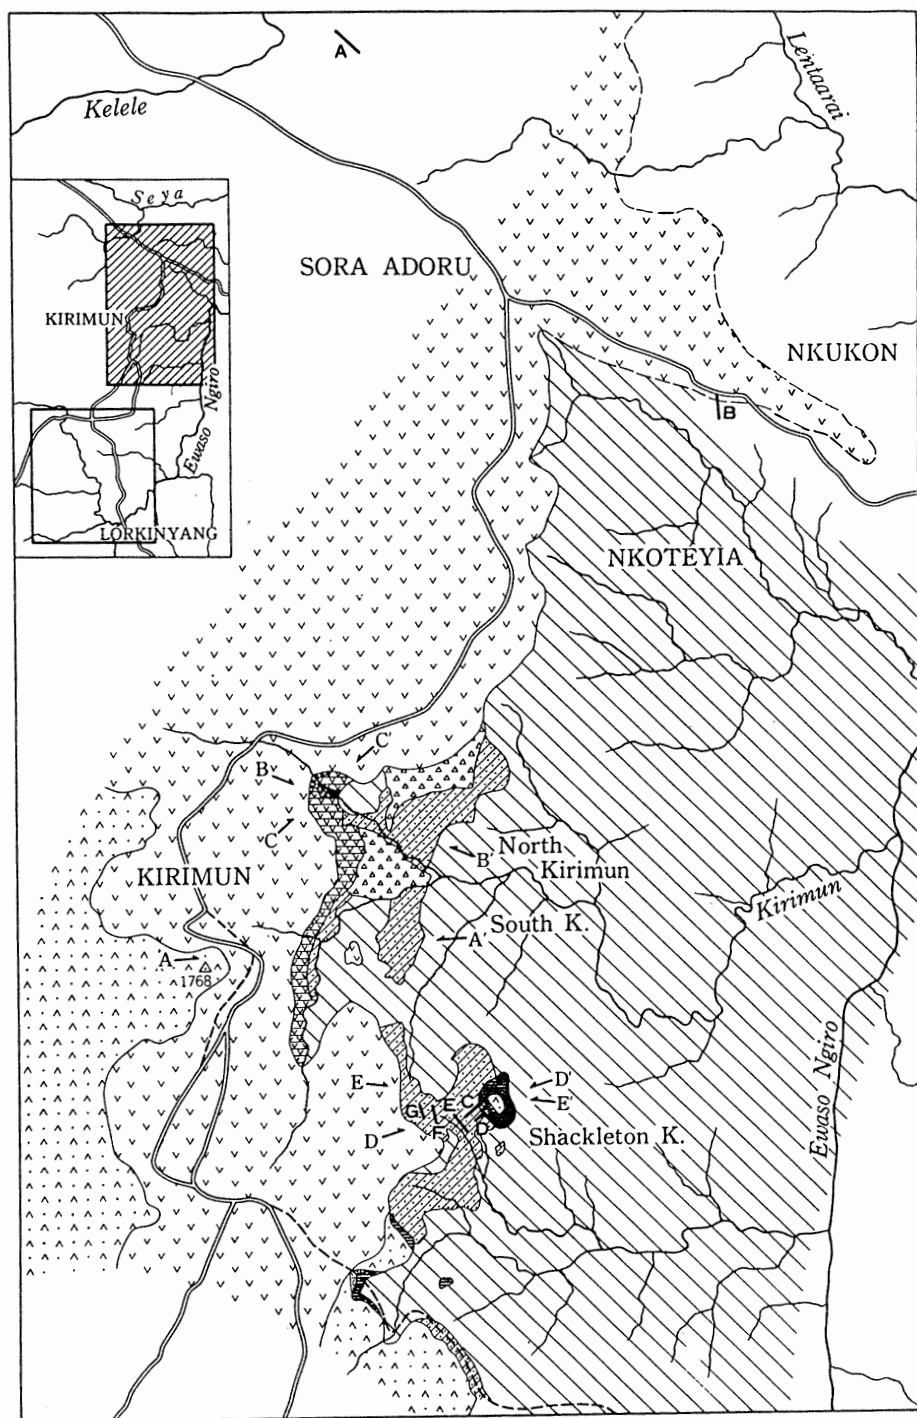 A
Lentaarai
Kelele
Seya
SORA ADORU
KIRIMUN
NKUKON
Ngiro
B
Ewaso
LORKINYANG
NKOTEYIA
C'
B
C
North
B'
Kirimun
KIRIMUN
Kirimun
South K.
A'
A
1768
Ewaso Ngiro
D'
E
E'
G
E
C
F
D
D
Shackleton K.